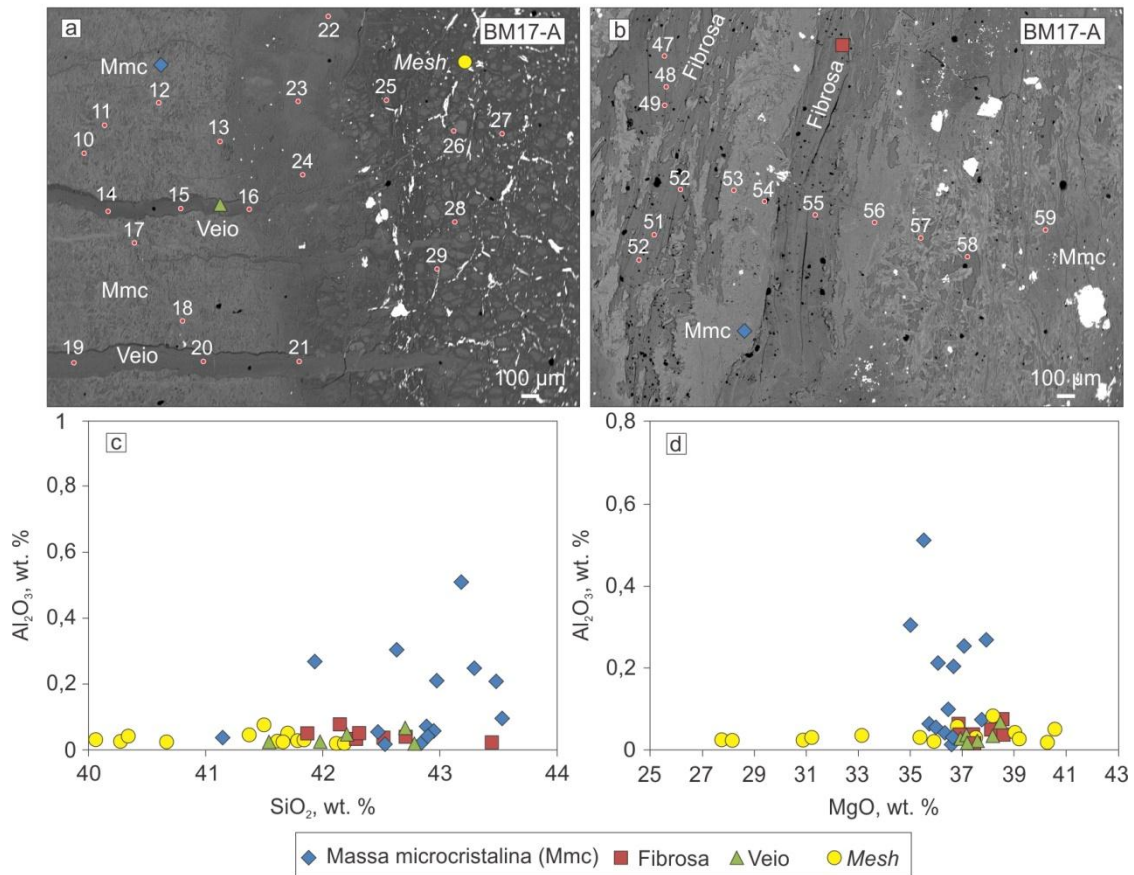 a
BM17-A
22
Mmc
Mesh
12
23
25
11
27
26
10
13
24
14
15
16
28
Veio
17
29
Mmc
18
Veio
19
20
21
100 µm
b
BM17-A
47
Fibrosa
Fibrosa
48
49
52
53
54
55
56
59
51
57
52
58
Mmc
Mmc
100 µm
c
1
0,8
0,6
0,4
0,2
0
Al₂O₃, wt. %
40 41 42 43 44
SiO₂, wt. %
d
0,8
0,6
0,4
0,2
0
Al₂O₃, wt. %
25 27 29 31 33 35 37 39 41 43
MgO, wt. %
Massa microcristalina (Mmc) Fibrosa Veio Mesh